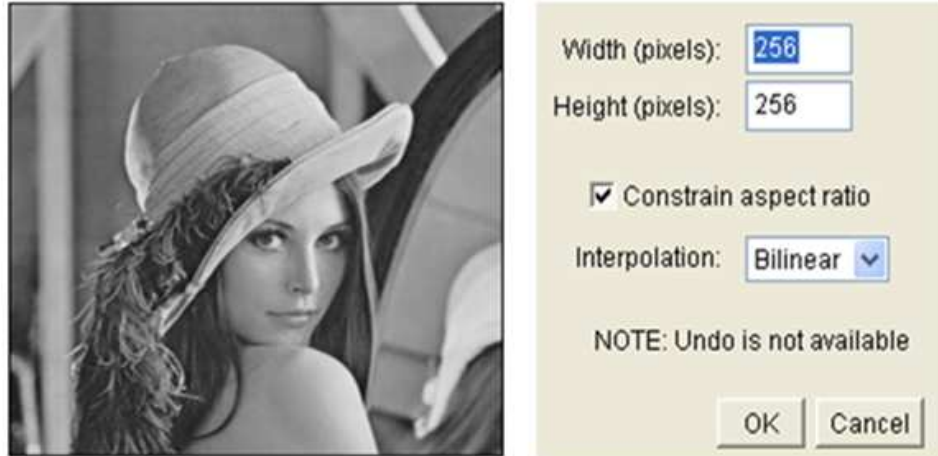 Width (pixels): 256
Height (pixels): 256
Constrain aspect ratio
Interpolation: Bilinear
NOTE: Undo is not available
OK Cancel